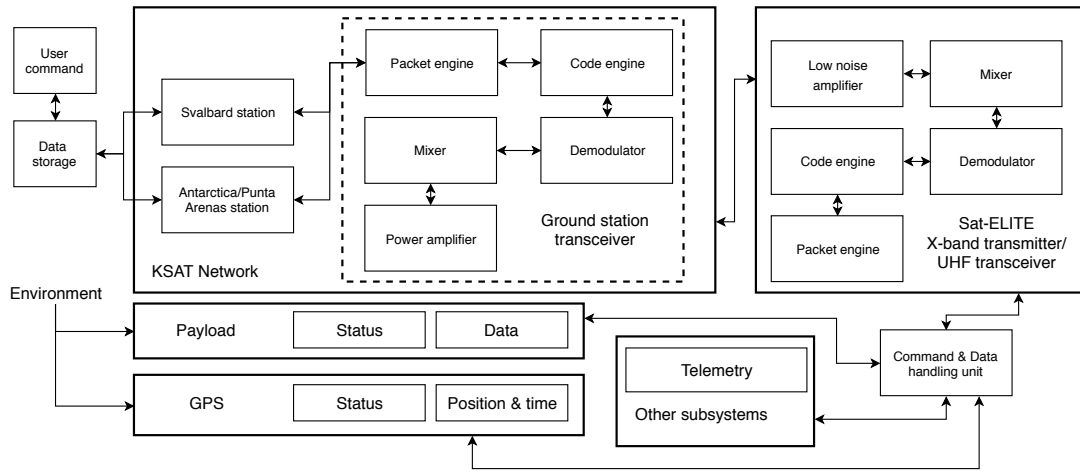 User
command
Data
storage
Svalbard station
Antarctica/Punta
Arenas station
KSAT Network
Packet engine
Code engine
Mixer
Demodulator
Power amplifier
Ground station
transceiver
Low noise
amplifier
Mixer
Code engine
Demodulator
Packet engine
Sat-ELITE
X-band transmitter/
UHF transceiver
Environment
Payload
Status
Data
GPS
Status
Position & time
Telemetry
Other subsystems
Command & Data
handling unit